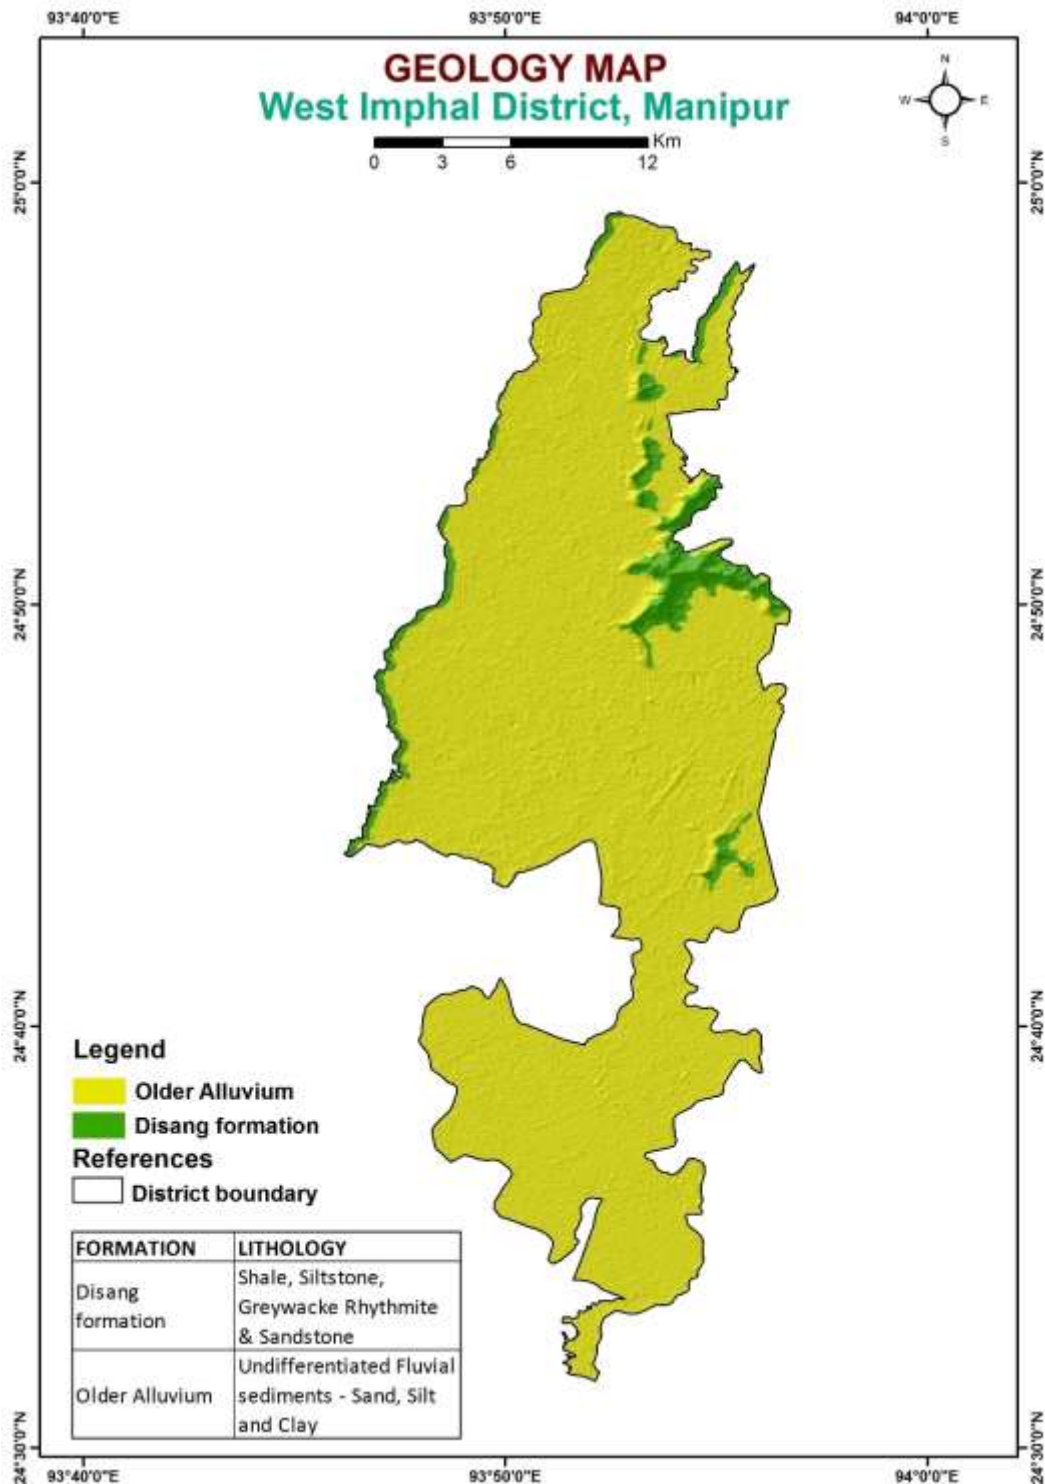 93°40'0"E 93°50'0"E 94°0'0"E
GEOLOGY MAP
West Imphal District, Manipur
N
W E
S
Km
0 3 6 12
25°0'0"N 25°0'0"N
24°50'0"N 24°50'0"N
24°40'0"N 24°40'0"N
Legend
Older Alluvium
Disang formation
References
District boundary
FORMATION LITHOLOGY
Disang
formation
Shale, Siltstone,
Greywacke Rhythmite
& Sandstone
Older Alluvium
Undifferentiated Fluvial
sediments - Sand, Silt
and Clay
24°30'0"N 24°30'0"N
93°40'0"E 93°50'0"E 94°0'0"E